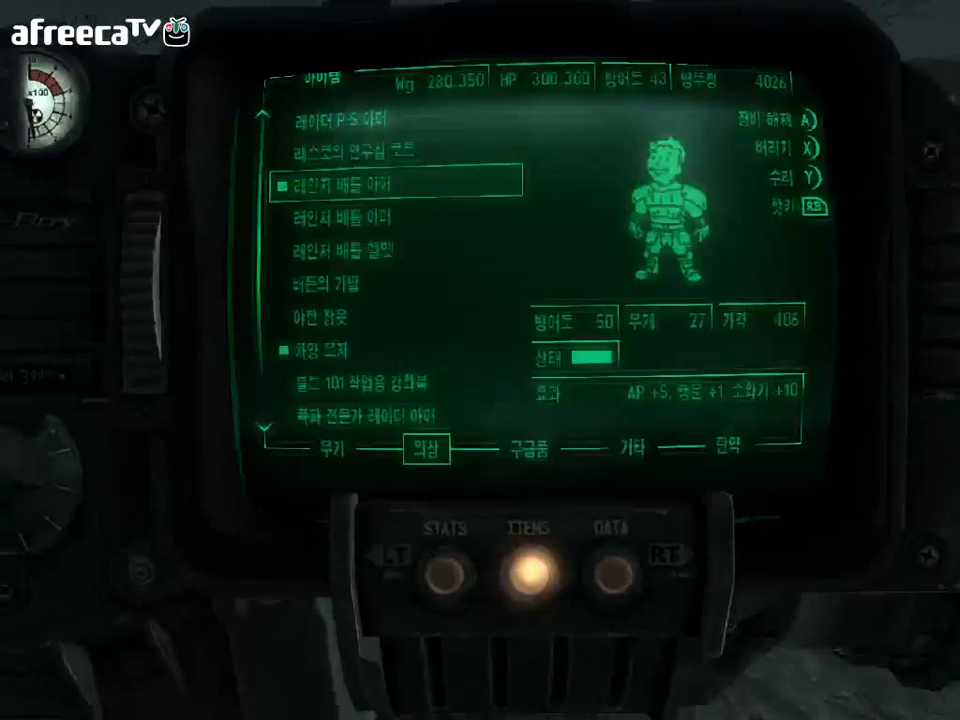 afreecaTV
아이템 Wg 280.350 HP 300.300 방어도 43 병뚜껑 4026
레이더 P.S 아머
레스코의 연구실 코트
레인저 배틀 아머
레인저 배틀 아머
레인저 배틀 헬멧
버튼의 가발
야한 잠옷
희망 모자
볼트 101 작업용 강화복
폭파 전문가 레이더 아머
장비 해제 A)
버리기 X)
수리 Y)
핫키 RB
방어도 50 무게 27 가격 406
상태
효과 AP +5, 행운 +1 소화기 +10
무기 의상 구급품 기타 탄약
STATS ITEMS DATA
LT RT
x100